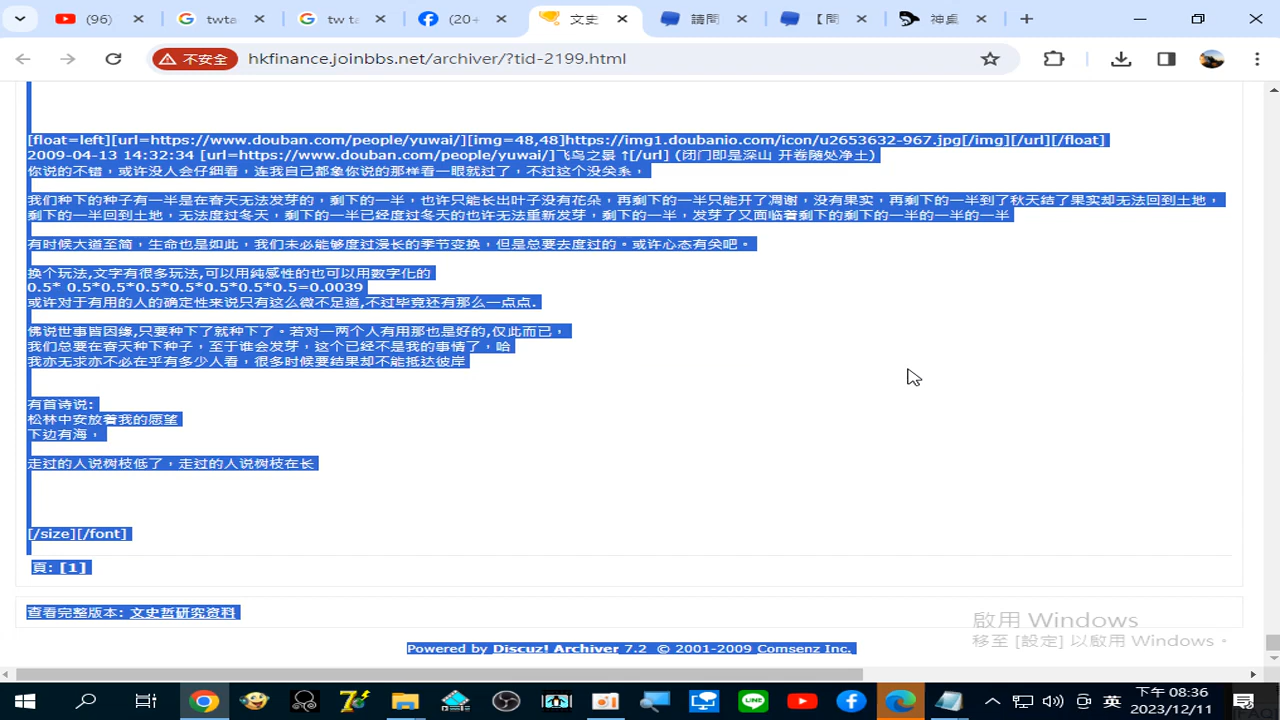 (96)
twta
tw ta
(20+
文史
請問
【問
神桌
不安全
hkfinance.joinbbs.net/archiver/?tid-2199.html
[float=left][url=https://www.douban.com/people/yuwai/][img=48,48]https://img1.doubanio.com/icon/u2653632-967.jpg[/img][/url][/float]
2009-04-13 14:32:34 [url=https://www.douban.com/people/yuwai/]飞鸟之景 ↑[/url] (闭门即是深山 开卷随处净土)
你说的不错，或许没人会仔细看，连我自己都象你说的那样看一眼就过了，不过这个没关系，
我们种下的种子有一半是在春天无法发芽的，剩下的一半，也许只能长出叶子没有花朵，再剩下的一半只能开了凋谢，没有果实，再剩下的一半到了秋天结了果实却无法回到土地，
剩下的一半回到土地，无法度过冬天，剩下的一半已经度过冬天的也许无法重新发芽，剩下的一半，发芽了又面临着剩下的剩下的一半的一半的一半
有时候大道至简，生命也是如此，我们未必能够度过漫长的季节变换，但是总要去度过的。或许心态有关吧。
换个玩法,文字有很多玩法,可以用純感性的也可以用数字化的
0.5* 0.5*0.5*0.5*0.5*0.5*0.5*0.5=0.0039
或许对于有用的人的确定性来说只有这么微不足道,不过毕竟还有那么一点点.
佛说世事皆因缘,只要种下了就种下了。若对一两个人有用那也是好的,仅此而已，
我们总要在春天种下种子，至于谁会发芽，这个已经不是我的事情了，哈
我亦无求亦不必在乎有多少人看，很多时候要结果却不能抵达彼岸
有首诗说:
松林中安放着我的愿望
下边有海，
走过的人说树枝低了，走过的人说树枝在长
[/size][/font]
頁: [1]
查看完整版本: 文史哲研究资料
Powered by Discuz! Archiver 7.2 © 2001-2009 Comsenz Inc.
啟用 Windows
移至 [設定] 以啟用 Windows。
英
下午 08:36
2023/12/11